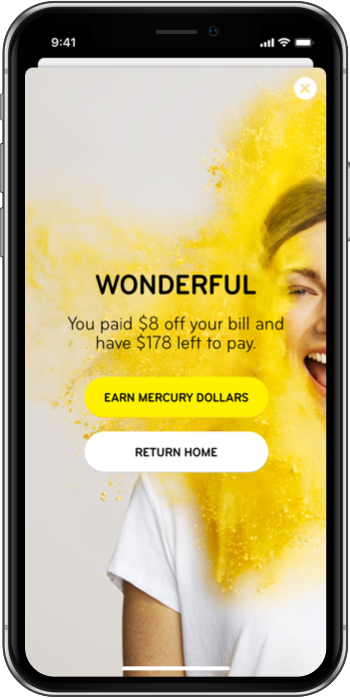 9:41
WONDERFUL
You paid $8 off your bill and
have $178 left to pay.
EARN MERCURY DOLLARS
RETURN HOME